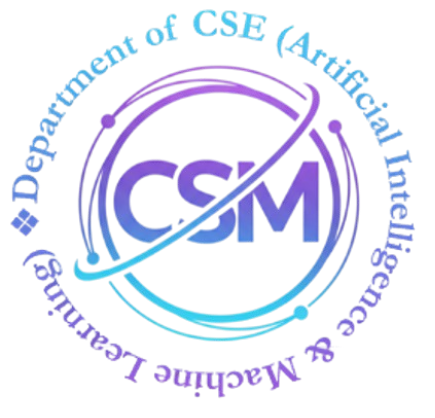 ❖Department of CSE (Artificial Intelligence & Machine Learning)
CSM